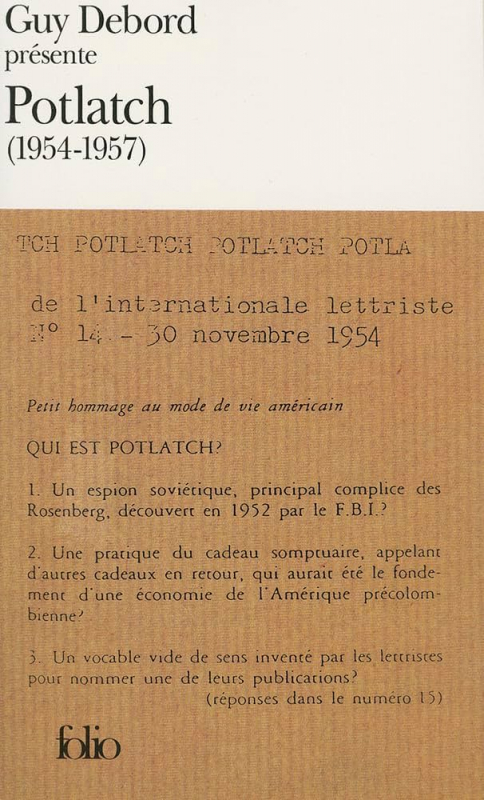 Guy Debord
présente
Potlatch
(1954-1957)
TCH POTLATCH POTLATCH POTLA
de l'internationale lettriste
N° 14 - 30 novembre 1954
Petit hommage au mode de vie américain
QUI EST POTLATCH?
1. Un espion soviétique, principal complice des
Rosenberg, découvert en 1952 par le F.B.I.?
2. Une pratique du cadeau somptuaire, appelant
d'autres cadeaux en retour, qui aurait été le fonde-
ment d'une économie de l'Amérique précolom-
bienne?
3. Un vocable vide de sens inventé par les lettristes
pour nommer une de leurs publications?
(réponses dans le numéro 15)
folio